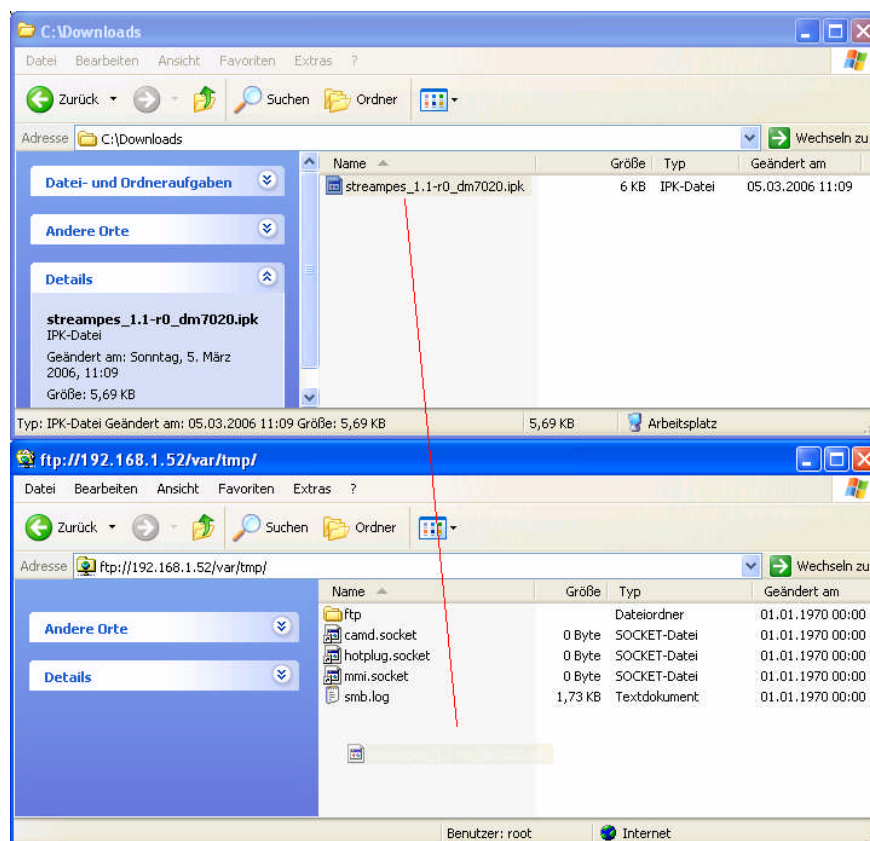 C:\Downloads
Datei Bearbeiten Ansicht Favoriten Extras ?
Zurück Suchen Ordner
Adresse C:\Downloads Wechseln zu
Name Größe Typ Geändert am
Datei- und Ordneraufgaben
streampes_1.1-r0_dm7020.ipk 6 KB IPK-Datei 05.03.2006 11:09
Andere Orte
Details
streampes_1.1-r0_dm7020.ipk
IPK-Datei
Geändert am: Sonntag, 5. März
2006, 11:09
Größe: 5,69 KB
Typ: IPK-Datei Geändert am: 05.03.2006 11:09 Größe: 5,69 KB 5,69 KB Arbeitsplatz
ftp://192.168.1.52/var/tmp/
Datei Bearbeiten Ansicht Favoriten Extras ?
Zurück Suchen Ordner
Adresse ftp://192.168.1.52/var/tmp/ Wechseln zu
Name Größe Typ Geändert am
Andere Orte
Details
ftp Dateiordner 01.01.1970 00:00
camd.socket 0 Byte SOCKET-Datei 01.01.1970 00:00
hotplug.socket 0 Byte SOCKET-Datei 01.01.1970 00:00
mmi.socket 0 Byte SOCKET-Datei 01.01.1970 00:00
smb.log 1,73 KB Textdokument 01.01.1970 00:00
Benutzer: root Internet